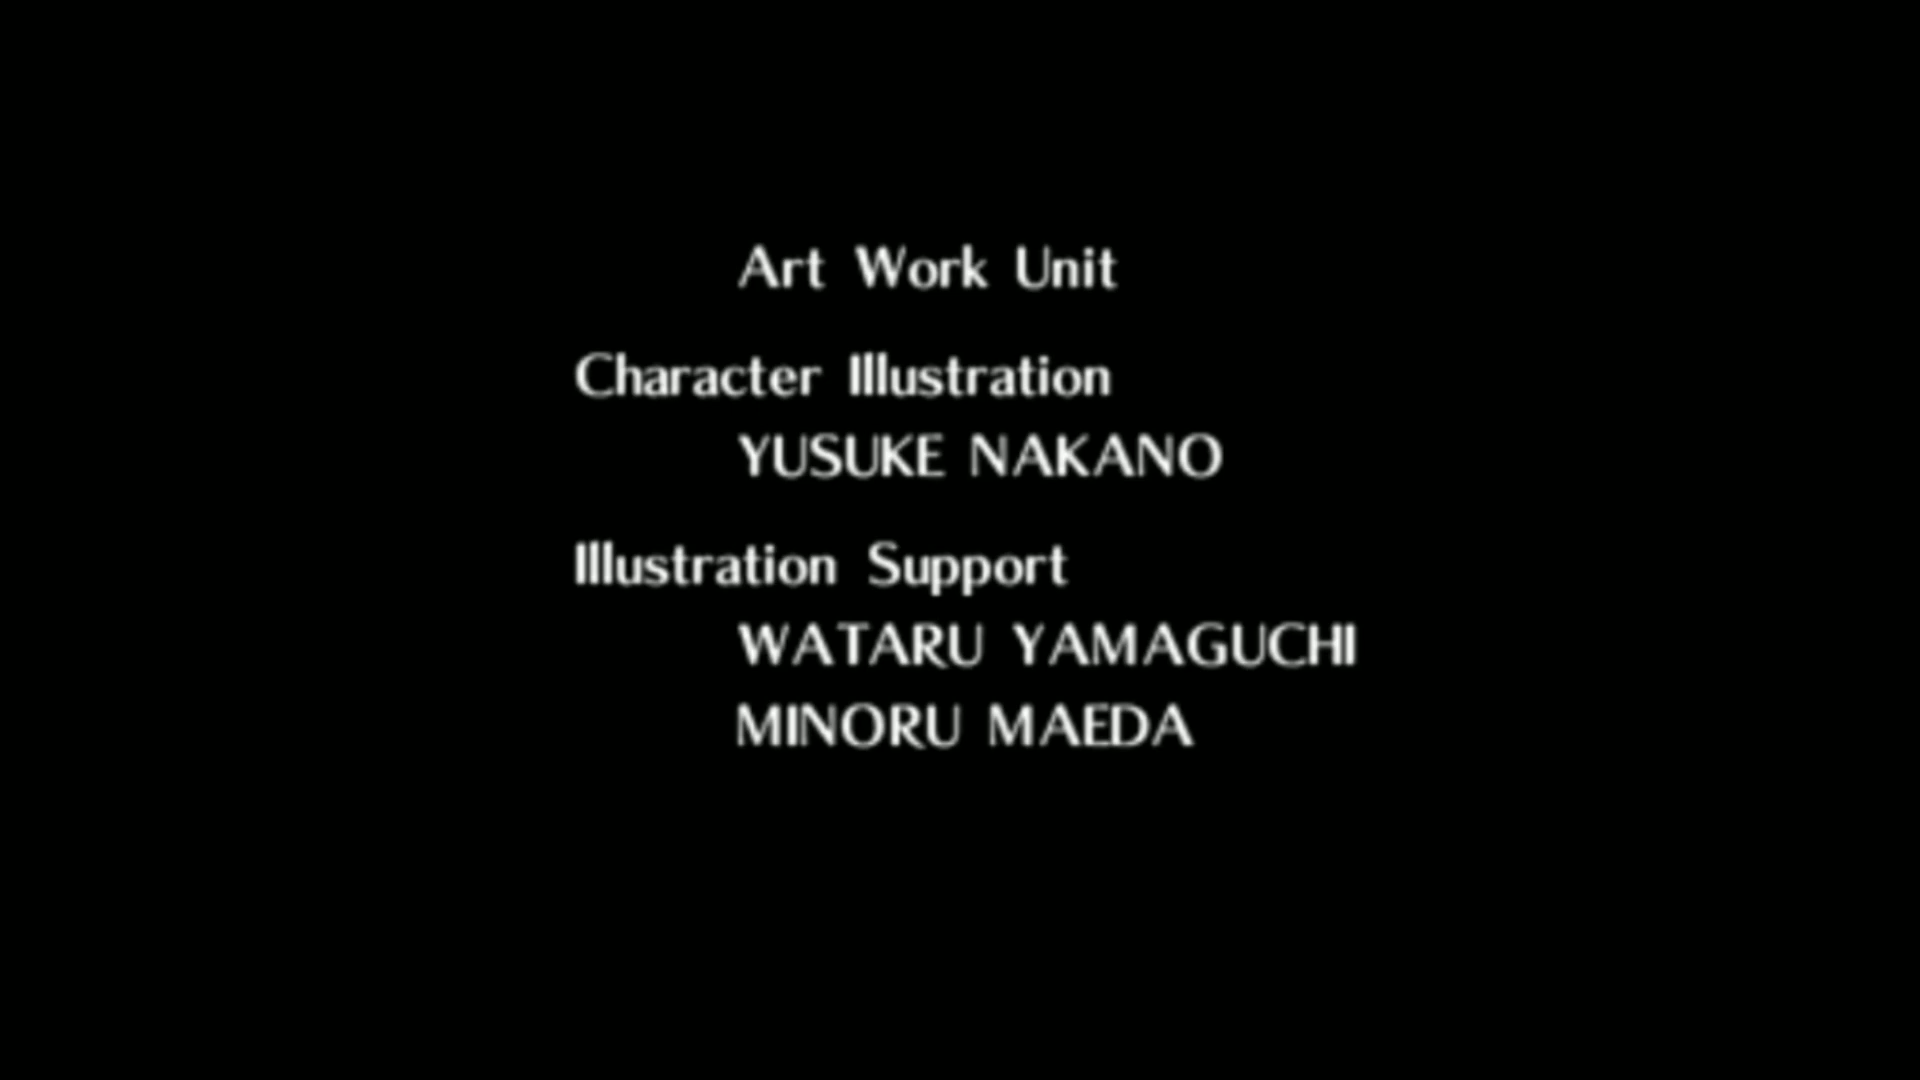 Art Work Unit
Character Illustration
YUSUKE NAKANO
Illustration Support
WATARU YAMAGUCHI
MINORU MAEDA